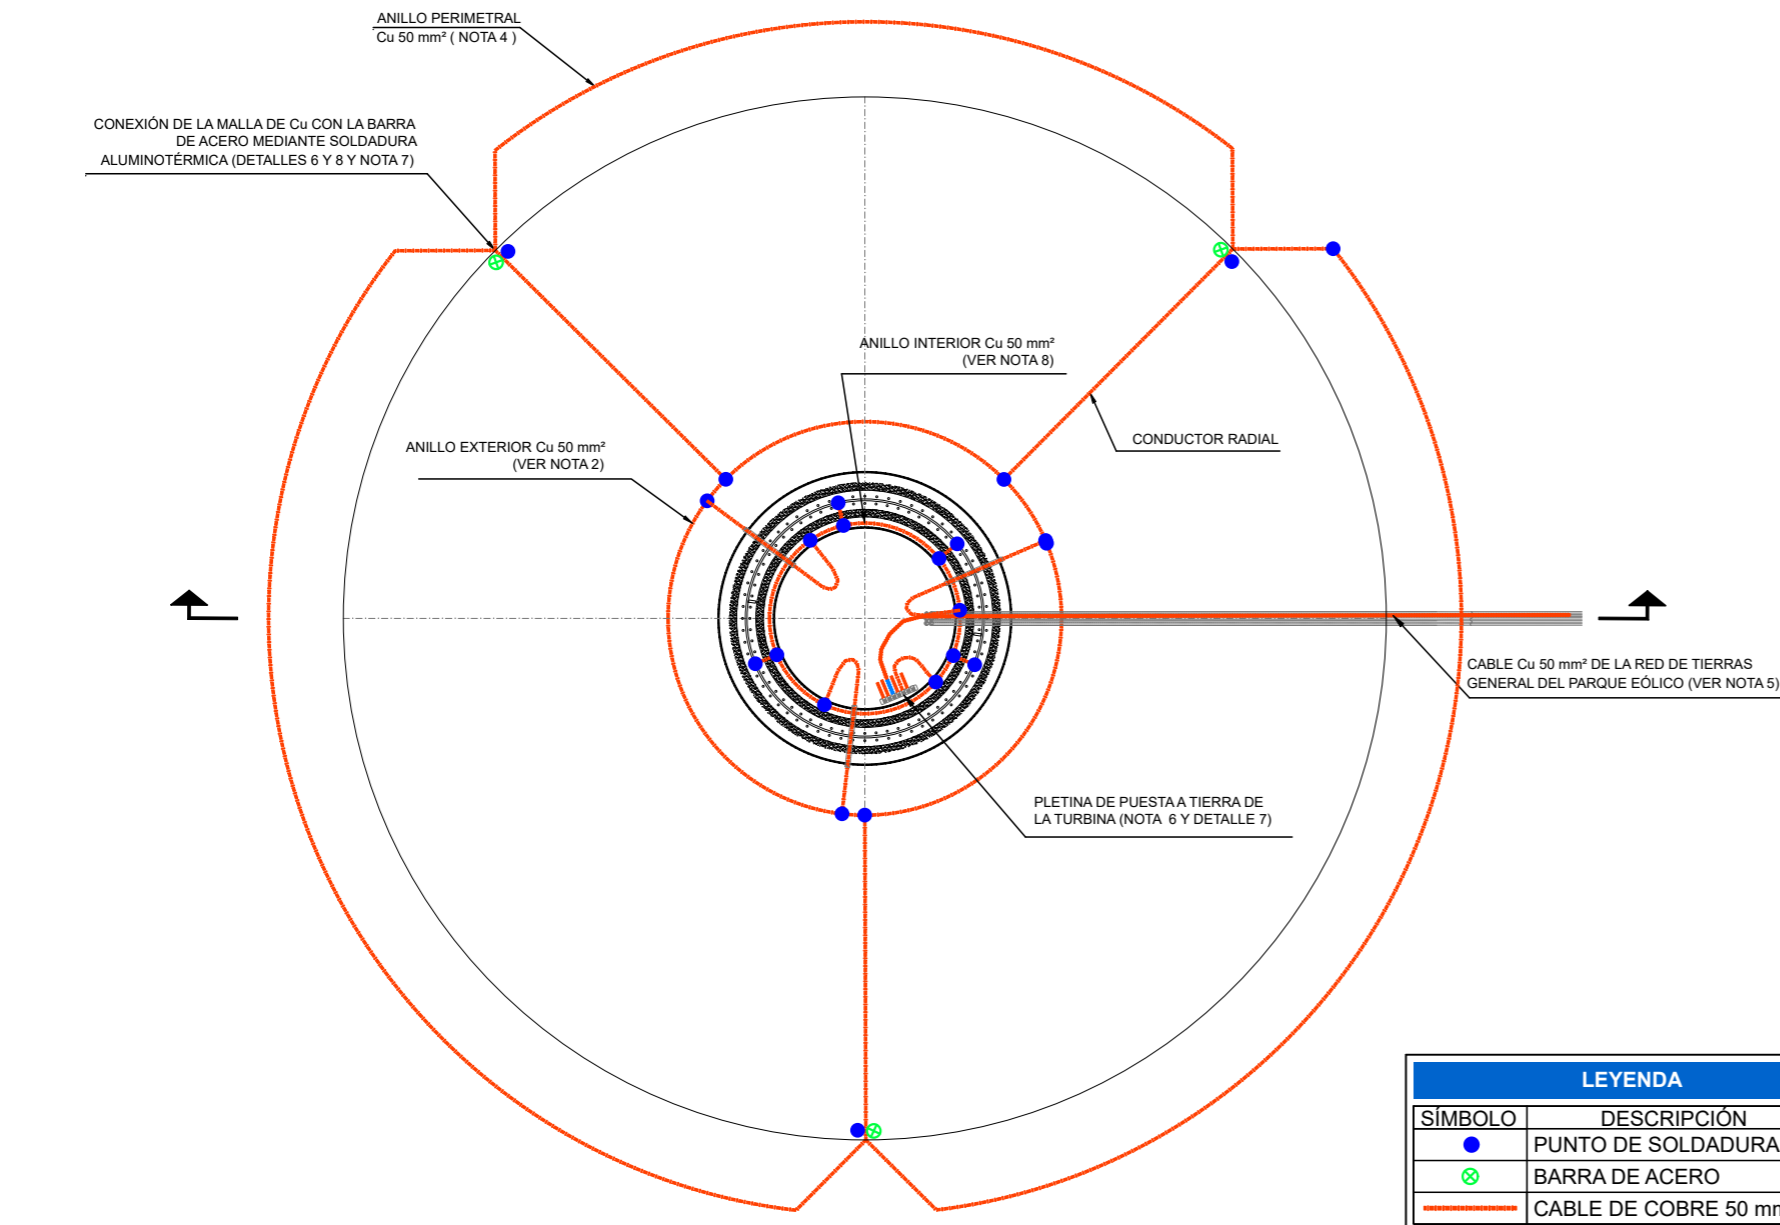 ANILLO PERIMETRAL
Cu 50 mm² ( NOTA 4 )
CONEXIÓN DE LA MALLA DE Cu CON LA BARRA
DE ACERO MEDIANTE SOLDADURA
ALUMINOTÉRMICA (DETALLES 6 Y 8 Y NOTA 7)
ANILLO INTERIOR Cu 50 mm²
(VER NOTA 8)
ANILLO EXTERIOR Cu 50 mm²
(VER NOTA 2)
CONDUCTOR RADIAL
CABLE Cu 50 mm² DE LA RED DE TIERRAS
GENERAL DEL PARQUE EÓLICO (VER NOTA 5)
PLETINA DE PUESTA A TIERRA DE
LA TURBINA (NOTA 6 Y DETALLE 7)
LEYENDA
SÍMBOLO DESCRIPCIÓN
PUNTO DE SOLDADURA
BARRA DE ACERO
CABLE DE COBRE 50